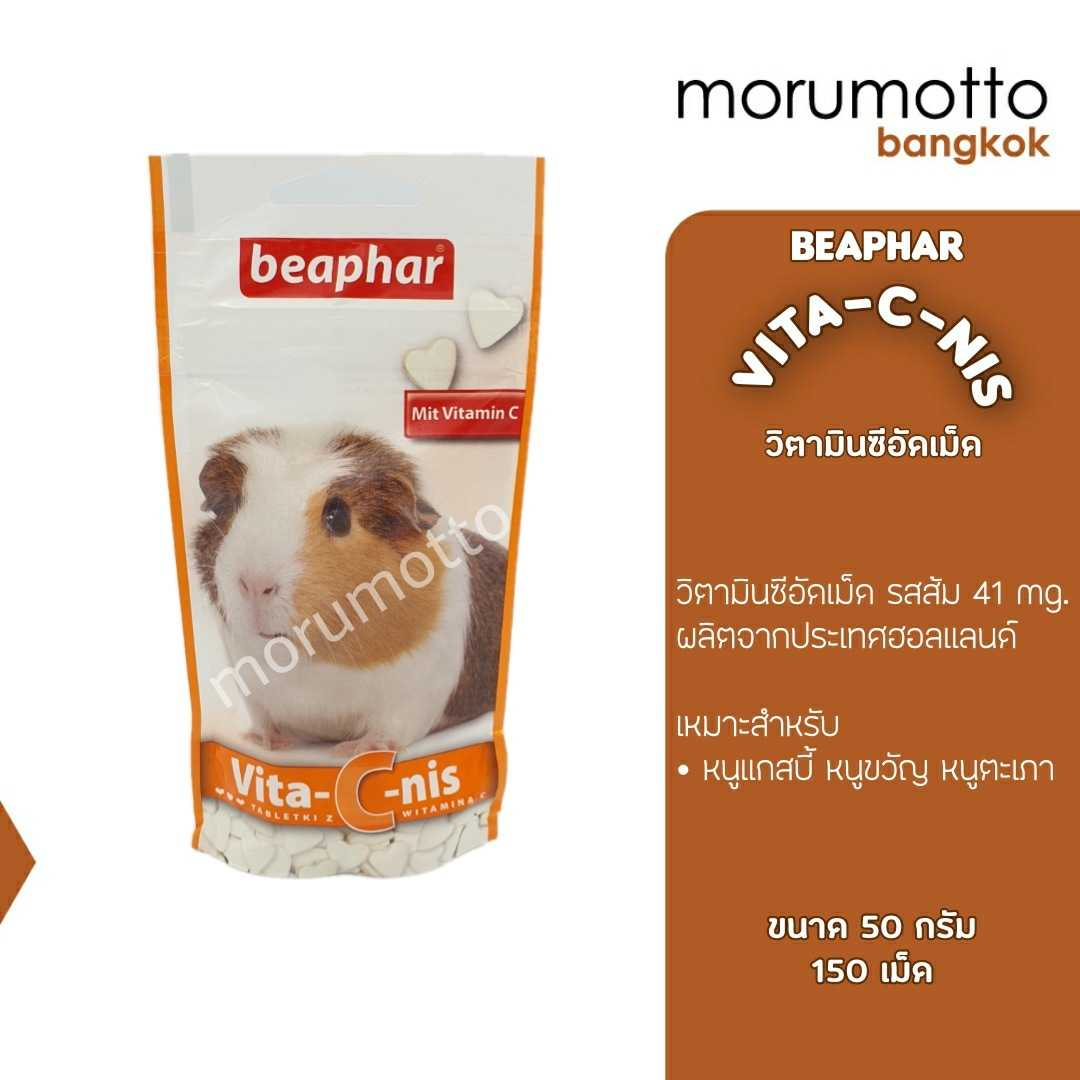 morumotto
bangkok
beaphar®
Mit Vitamin C
morumotto
Vita-C-nis
TABLETKI Z WITAMINĄ C
BEAPHAR
VITA-C-NIS
วิตามินซีอัดเม็ด
วิตามินซีอัดเม็ด รสส้ม 41 mg.
ผลิตจากประเทศฮอลแลนด์
เหมาะสำหรับ
• หนูแกสบี้ หนูขวัญ หนูตะเภา
ขนาด 50 กรัม
150 เม็ด